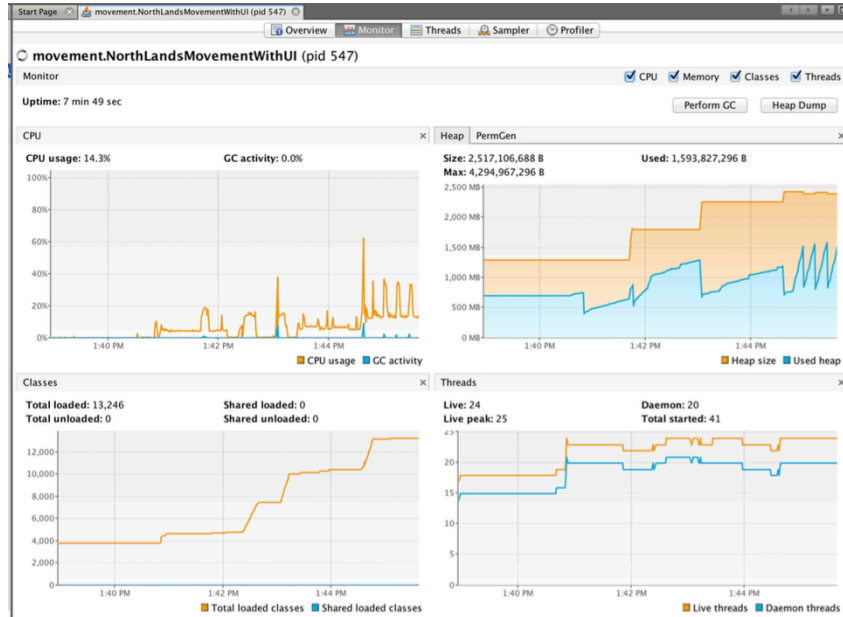 Start Page
movement.NorthLandsMovementWithUI (pid 547)
Overview
Monitor
Threads
Sampler
Profiler
movement.NorthLandsMovementWithUI (pid 547)
Monitor
CPU
Memory
Classes
Threads
Uptime: 7 min 49 sec
Perform GC
Heap Dump
CPU
CPU usage: 14.3%
GC activity: 0.0%
100%
80%
60%
40%
20%
0%
1:40 PM
1:42 PM
1:44 PM
CPU usage
GC activity
Heap
PermGen
Size: 2,517,106,688 B
Used: 1,593,827,296 B
Max: 4,294,967,296 B
2,500 MB
2,000 MB
1,500 MB
1,000 MB
500 MB
0 MB
1:40 PM
1:42 PM
1:44 PM
Heap size
Used heap
Classes
Total loaded: 13,246
Shared loaded: 0
Total unloaded: 0
Shared unloaded: 0
12,000
10,000
8,000
6,000
4,000
2,000
0
1:40 PM
1:42 PM
1:44 PM
Total loaded classes
Shared loaded classes
Threads
Live: 24
Daemon: 20
Live peak: 25
Total started: 41
25
20
15
10
5
0
1:40 PM
1:42 PM
1:44 PM
Live threads
Daemon threads